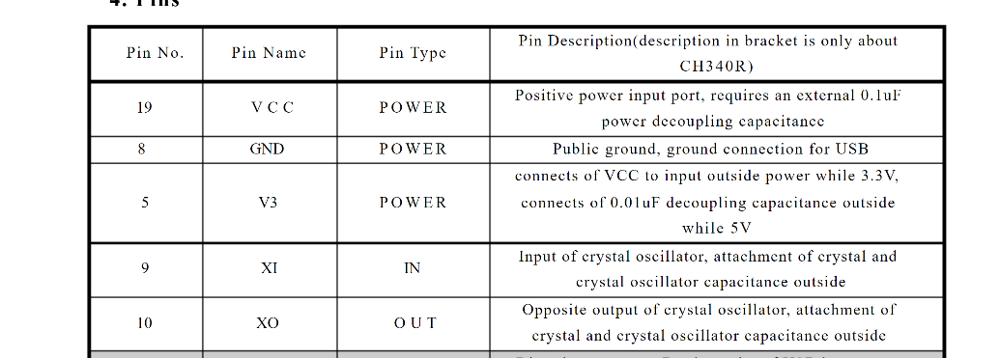 4. Pins
Pin No. Pin Name Pin Type Pin Description(description in bracket is only about
CH340R)
19 VCC POWER Positive power input port, requires an external 0.1uF
power decoupling capacitance
8 GND POWER Public ground, ground connection for USB
5 V3 POWER connects of VCC to input outside power while 3.3V,
connects of 0.01uF decoupling capacitance outside
while 5V
9 XI IN Input of crystal oscillator, attachment of crystal and
crystal oscillator capacitance outside
10 XO OUT Opposite output of crystal oscillator, attachment of
crystal and crystal oscillator capacitance outside